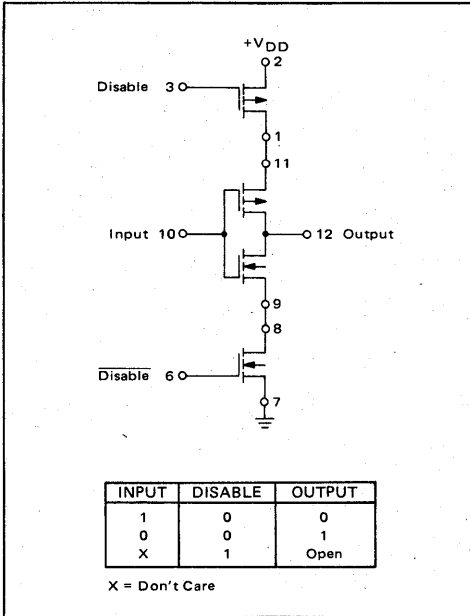 +VDD
2
Disable 3
1
11
Input 10
12 Output
9
8
Disable 6
7
INPUT DISABLE OUTPUT
1 0 0
0 0 1
X 1 Open
X = Don't Care